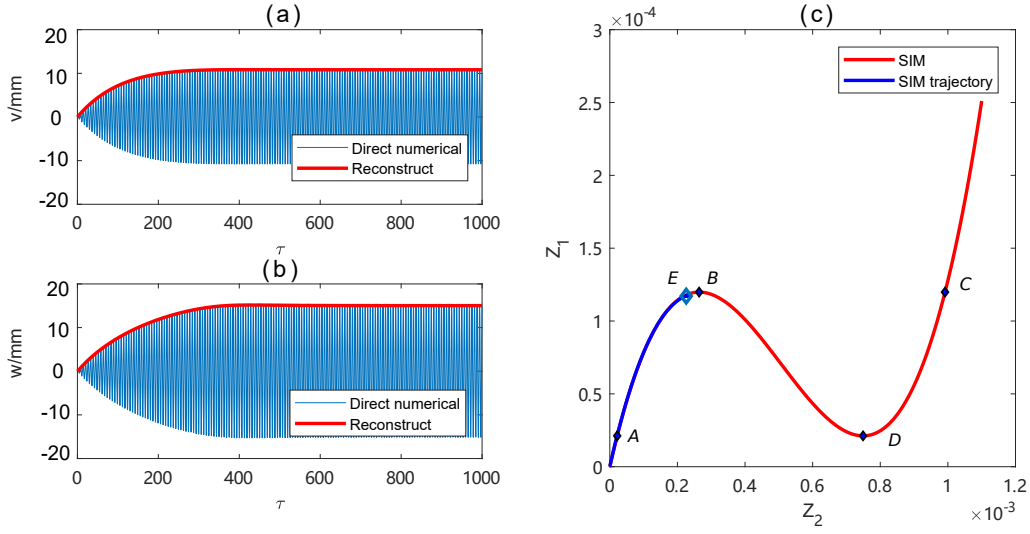 (a)
20
10
0
-10
-20
v/mm
Direct numerical
Reconstruct
0 200 400 600 800 1000
τ
(b)
20
10
0
-10
-20
w/mm
Direct numerical
Reconstruct
0 200 400 600 800 1000
τ
(c)
×10⁻⁴
3
2.5
2
1.5
1
0.5
0
Z₁
SIM
SIM trajectory
E B C
A D
0 0.2 0.4 0.6 0.8 1 1.2
Z₂ ×10⁻³